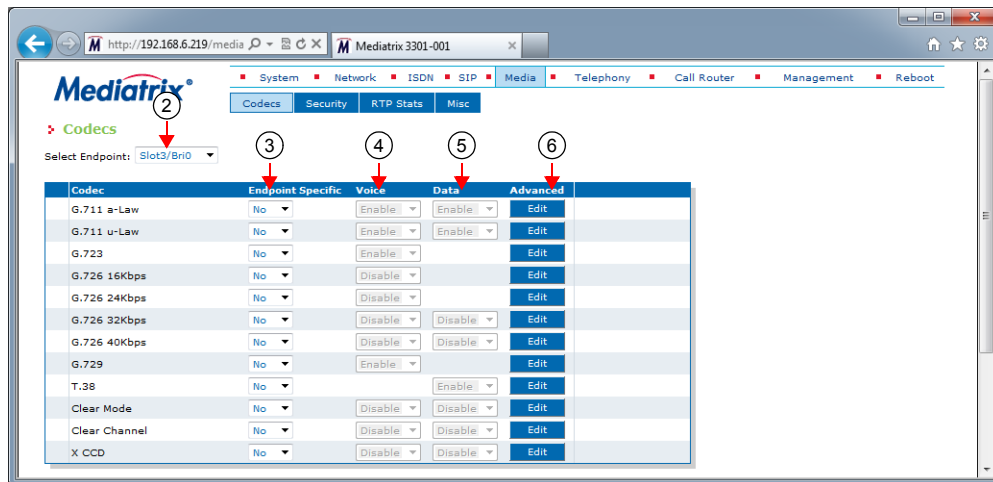 http://192.168.6.219/media
Mediatrix 3301-001
Mediatrix®
System Network ISDN SIP Media Telephony Call Router Management Reboot
Codecs Security RTP Stats Misc
2
Codecs
3 4 5 6
Select Endpoint: Slot3/Bri0
Codec Endpoint Specific Voice Data Advanced
G.711 a-Law No Enable Enable Edit
G.711 u-Law No Enable Enable Edit
G.723 No Enable Edit
G.726 16Kbps No Disable Edit
G.726 24Kbps No Disable Edit
G.726 32Kbps No Disable Disable Edit
G.726 40Kbps No Disable Disable Edit
G.729 No Enable Edit
T.38 No Enable Edit
Clear Mode No Disable Disable Edit
Clear Channel No Disable Disable Edit
X CCD No Disable Disable Edit